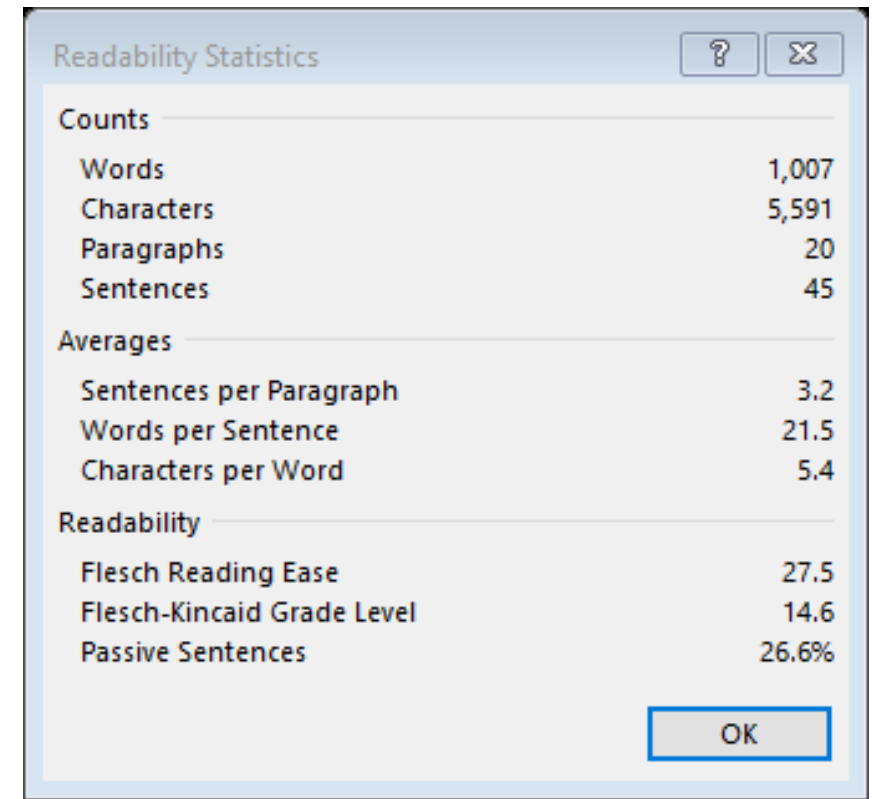 Readability Statistics
Counts
Words 1,007
Characters 5,591
Paragraphs 20
Sentences 45
Averages
Sentences per Paragraph 3.2
Words per Sentence 21.5
Characters per Word 5.4
Readability
Flesch Reading Ease 27.5
Flesch-Kincaid Grade Level 14.6
Passive Sentences 26.6%
OK